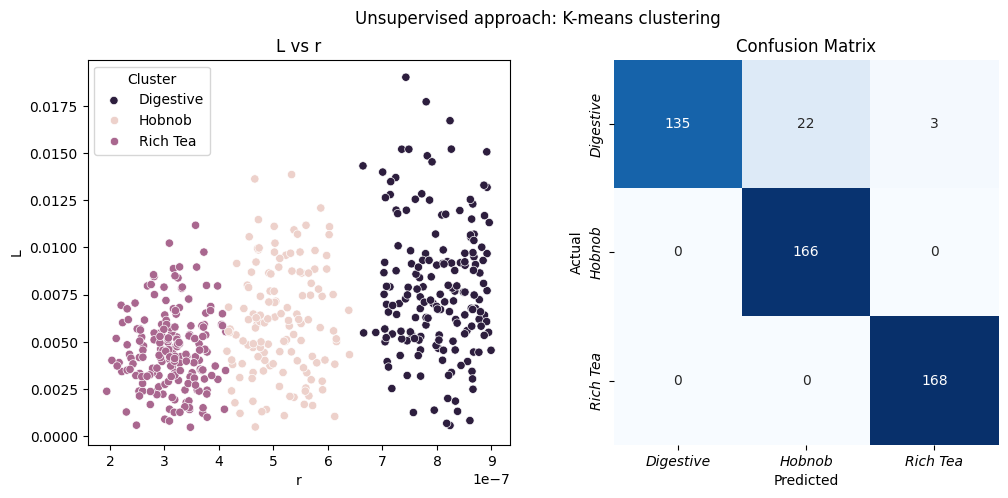 Unsupervised approach: K-means clustering
L vs r
Cluster
Digestive
Hobnob
Rich Tea
L
0.0175
0.0150
0.0125
0.0100
0.0075
0.0050
0.0025
0.0000
2 3 4 5 6 7 8 9
1e−7
r
Confusion Matrix
Actual
Digestive
Hobnob
Rich Tea
135 22 3
0 166 0
0 0 168
Digestive Hobnob Rich Tea
Predicted